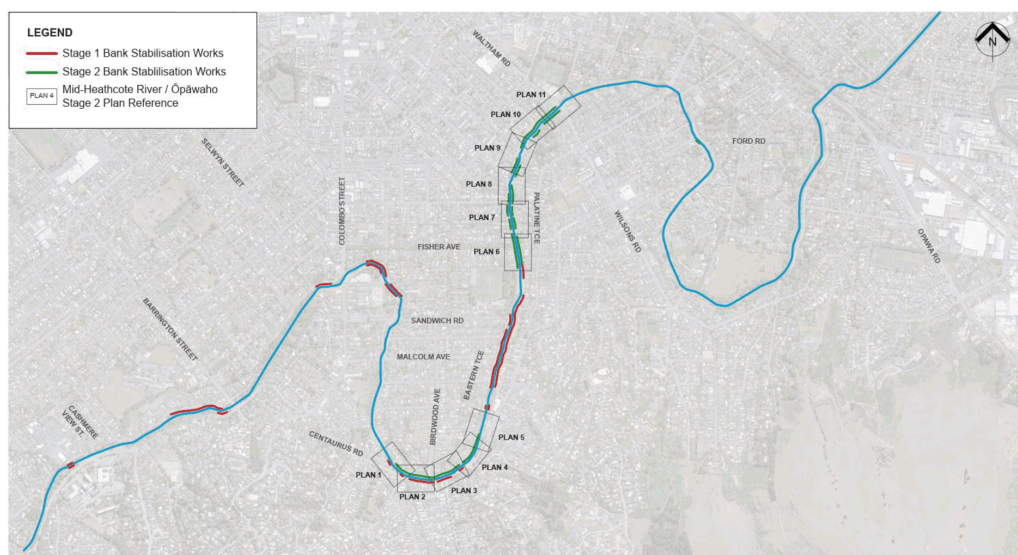 LEGEND
Stage 1 Bank Stabilisation Works
Stage 2 Bank Stablilisation Works
PLAN 4
Mid-Heathcote River / Ōpāwaho
Stage 2 Plan Reference
N
WALTHAM RD
PLAN 11
PLAN 10
PLAN 9
FORD RD
SELWYN STREET
PLAN 8
COLOMBO STREET
PALATINE TCE
PLAN 7
WILSONS RD
OPAWA RD
FISHER AVE
PLAN 6
BARRINGTON STREET
SANDWICH RD
MALCOLM AVE
EASTERN TCE
BIRDWOOD AVE
CASHMERE
VIEW ST.
CENTAURUS RD
PLAN 5
PLAN 4
PLAN 1
PLAN 3
PLAN 2